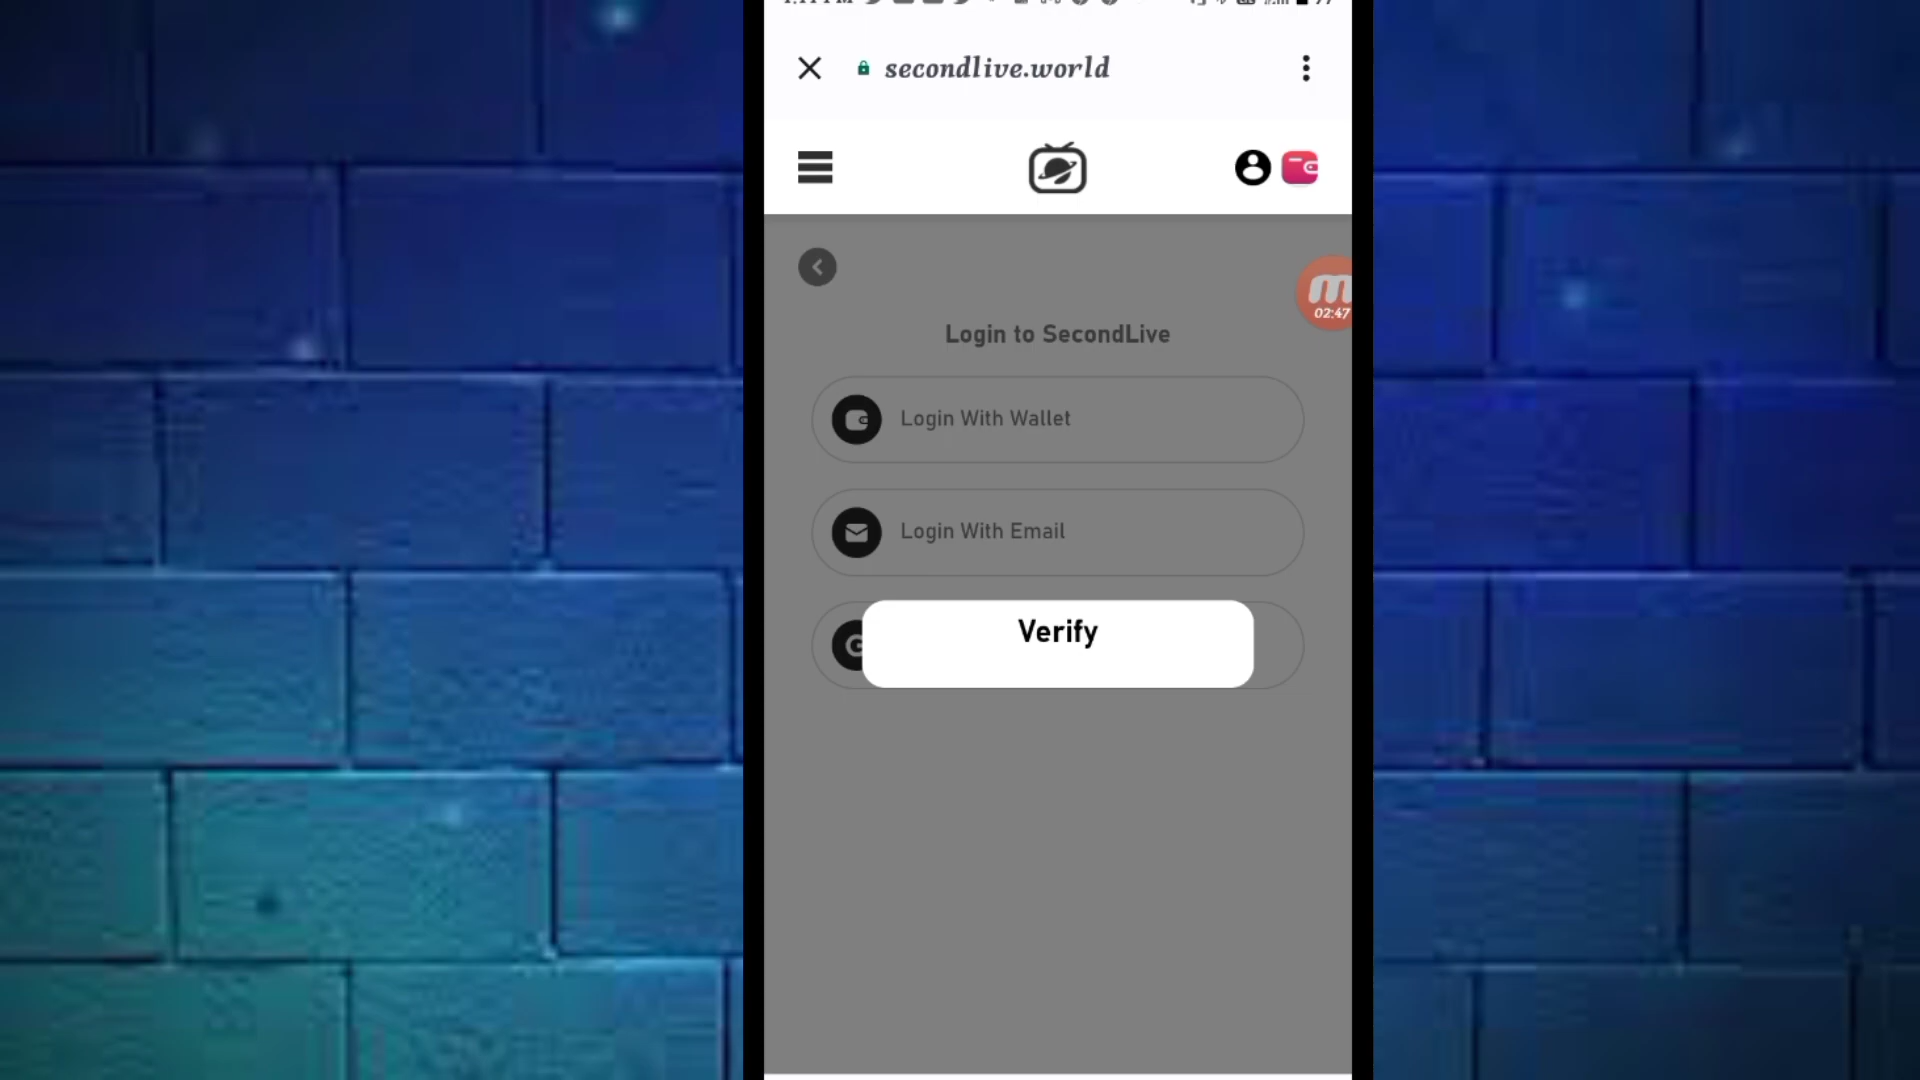 secondlive.world
m
02:47
Login to SecondLive
Login With Wallet
Login With Email
G
Verify